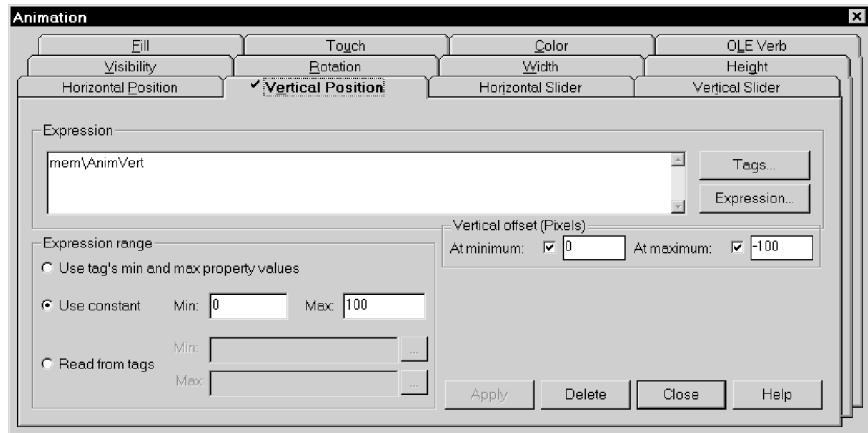 Animation
Fill Touch Color OLE Verb
Visibility Rotation Width Height
Horizontal Position Vertical Position Horizontal Slider Vertical Slider
Expression
mem\AnimVert
Tags...
Expression...
Vertical offset (Pixels)
At minimum: 0 At maximum: -100
Expression range
Use tag's min and max property values
Use constant Min: 0 Max: 100
Min: ...
Read from tags
Max: ...
Apply Delete Close Help